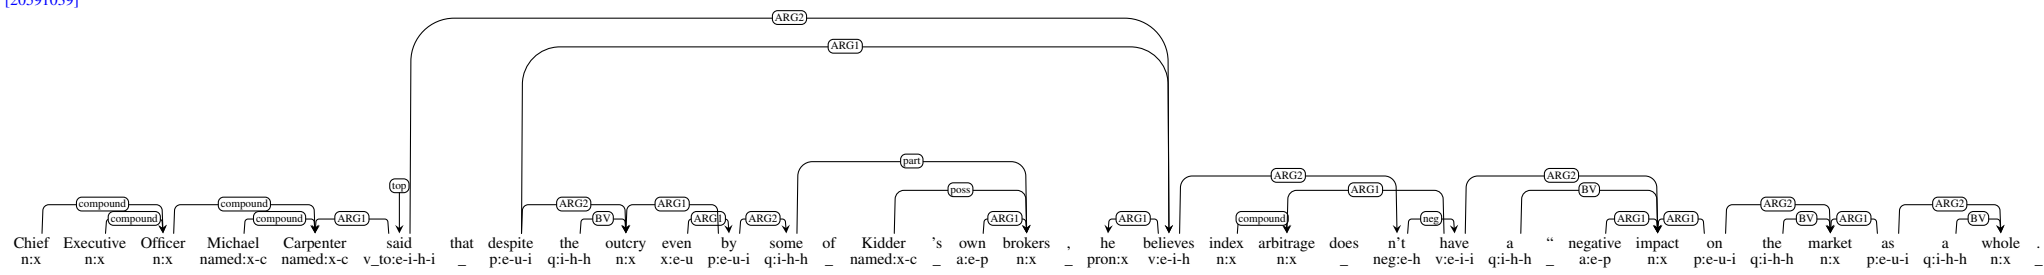 [20591059]
ARG2
ARG1
part
top poss ARG2 ARG1 ARG2
compound compound ARG2 ARG1 BV ARG2 ARG2
compound compound ARG1 BV ARG1 ARG2 ARG1 ARG1 compound neg ARG1 ARG1 BV ARG1 BV
Chief Executive Officer Michael Carpenter said that despite the outcry even by some of Kidder 's own brokers , he believes index arbitrage does n't have a “ negative impact on the market as a whole .
n:x n:x n:x named:x-c named:x-c v_to:e-i-h-i _ p:e-u-i q:i-h-h n:x x:e-u p:e-u-i q:i-h-h _ named:x-c _ a:e-p n:x _ pron:x v:e-i-h n:x n:x _ neg:e-h v:e-i-i q:i-h-h _ a:e-p n:x p:e-u-i q:i-h-h n:x p:e-u-i q:i-h-h n:x _